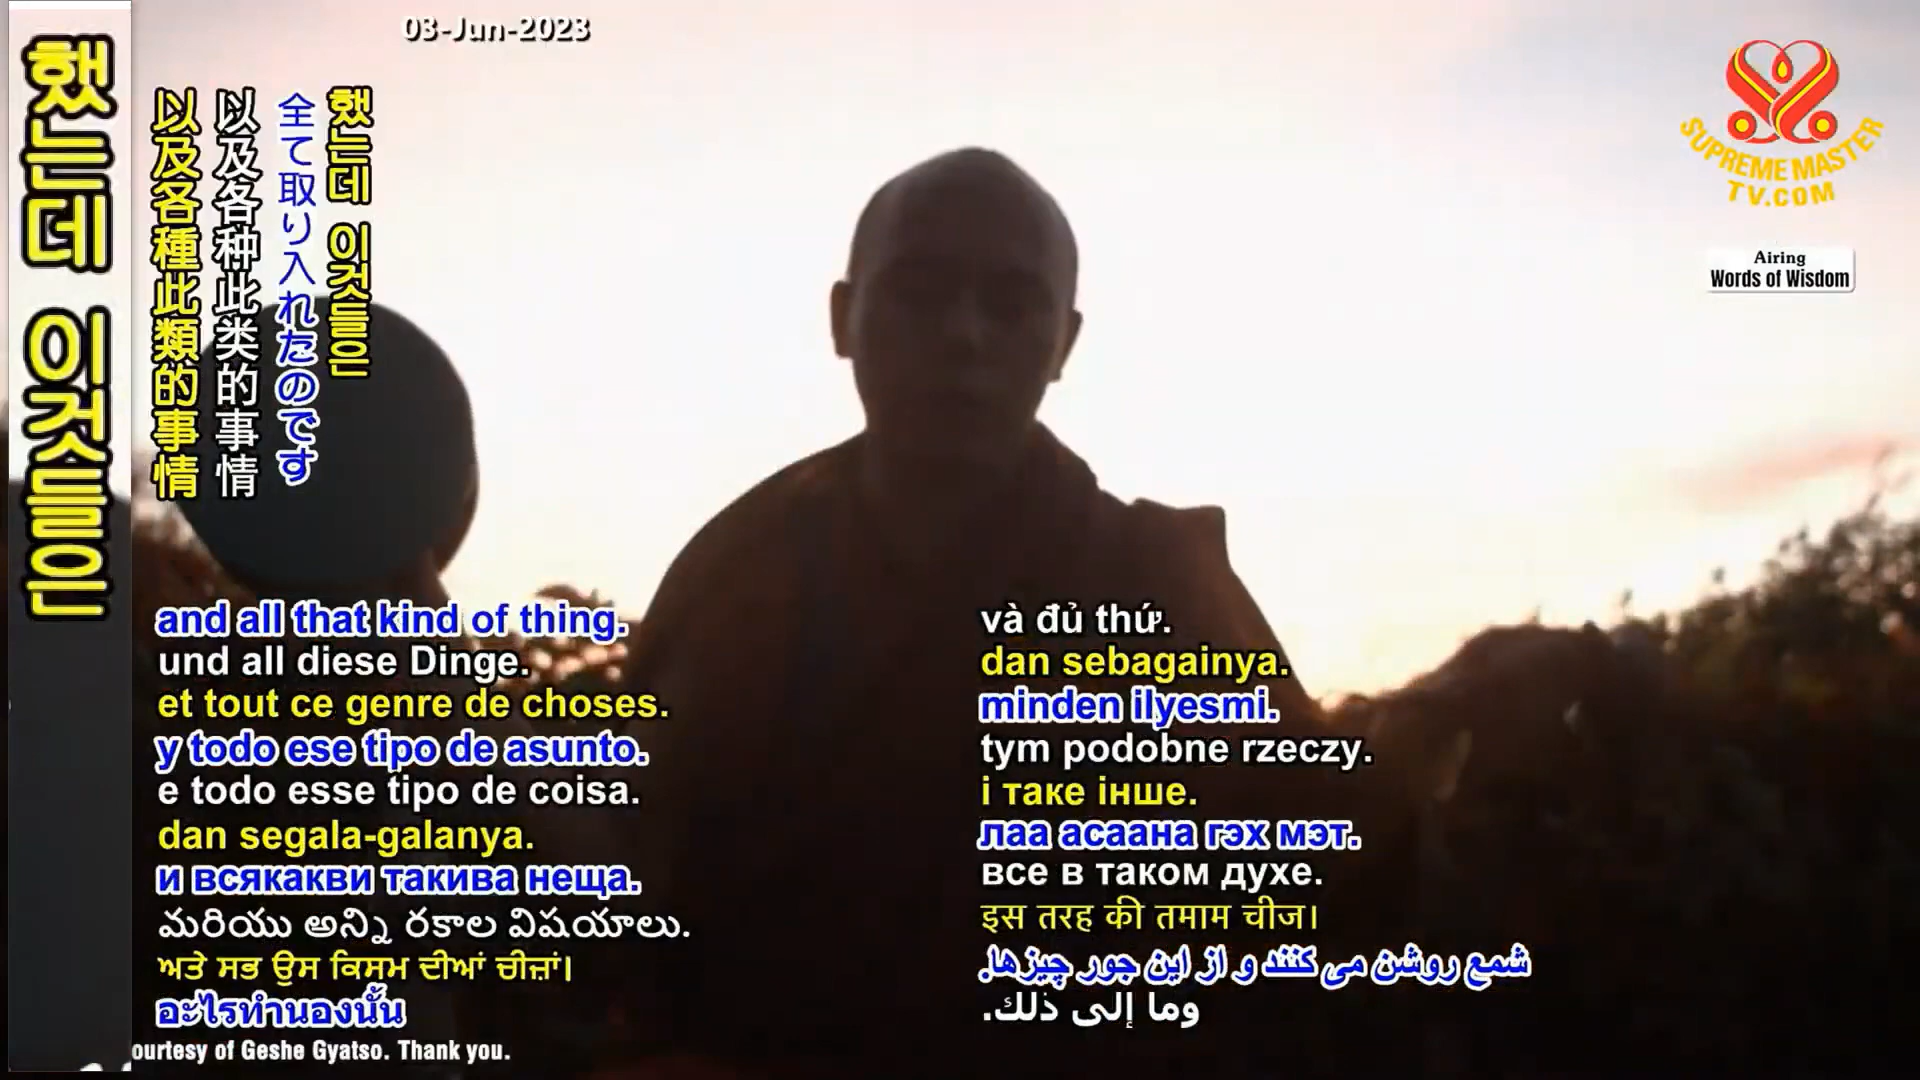 03-Jun-2023
했는데 이것들은
以及各種此類的事情
以及各种此类的事情
全て取り入れたのです
했는데 이것들은
SUPREME MASTER
TV.COM
Airing
Words of Wisdom
and all that kind of thing.
und all diese Dinge.
et tout ce genre de choses.
y todo ese tipo de asunto.
e todo esse tipo de coisa.
dan segala-galanya.
и всякакви такива неща.
మరియు అన్ని రకాల విషయాలు.
ਅਤੇ ਸਭ ਉਸ ਕਿਸਮ ਦੀਆਂ ਚੀਜ਼ਾਂ।
อะไรทำนองนั้น
và đủ thứ.
dan sebagainya.
minden ilyesmi.
tym podobne rzeczy.
і таке інше.
лаа асаана гэх мэт.
все в таком духе.
इस तरह की तमाम चीज।
شمع روشن می کنند و از این جور چیزها.
وما إلى ذلك.
ourtesy of Geshe Gyatso. Thank you.